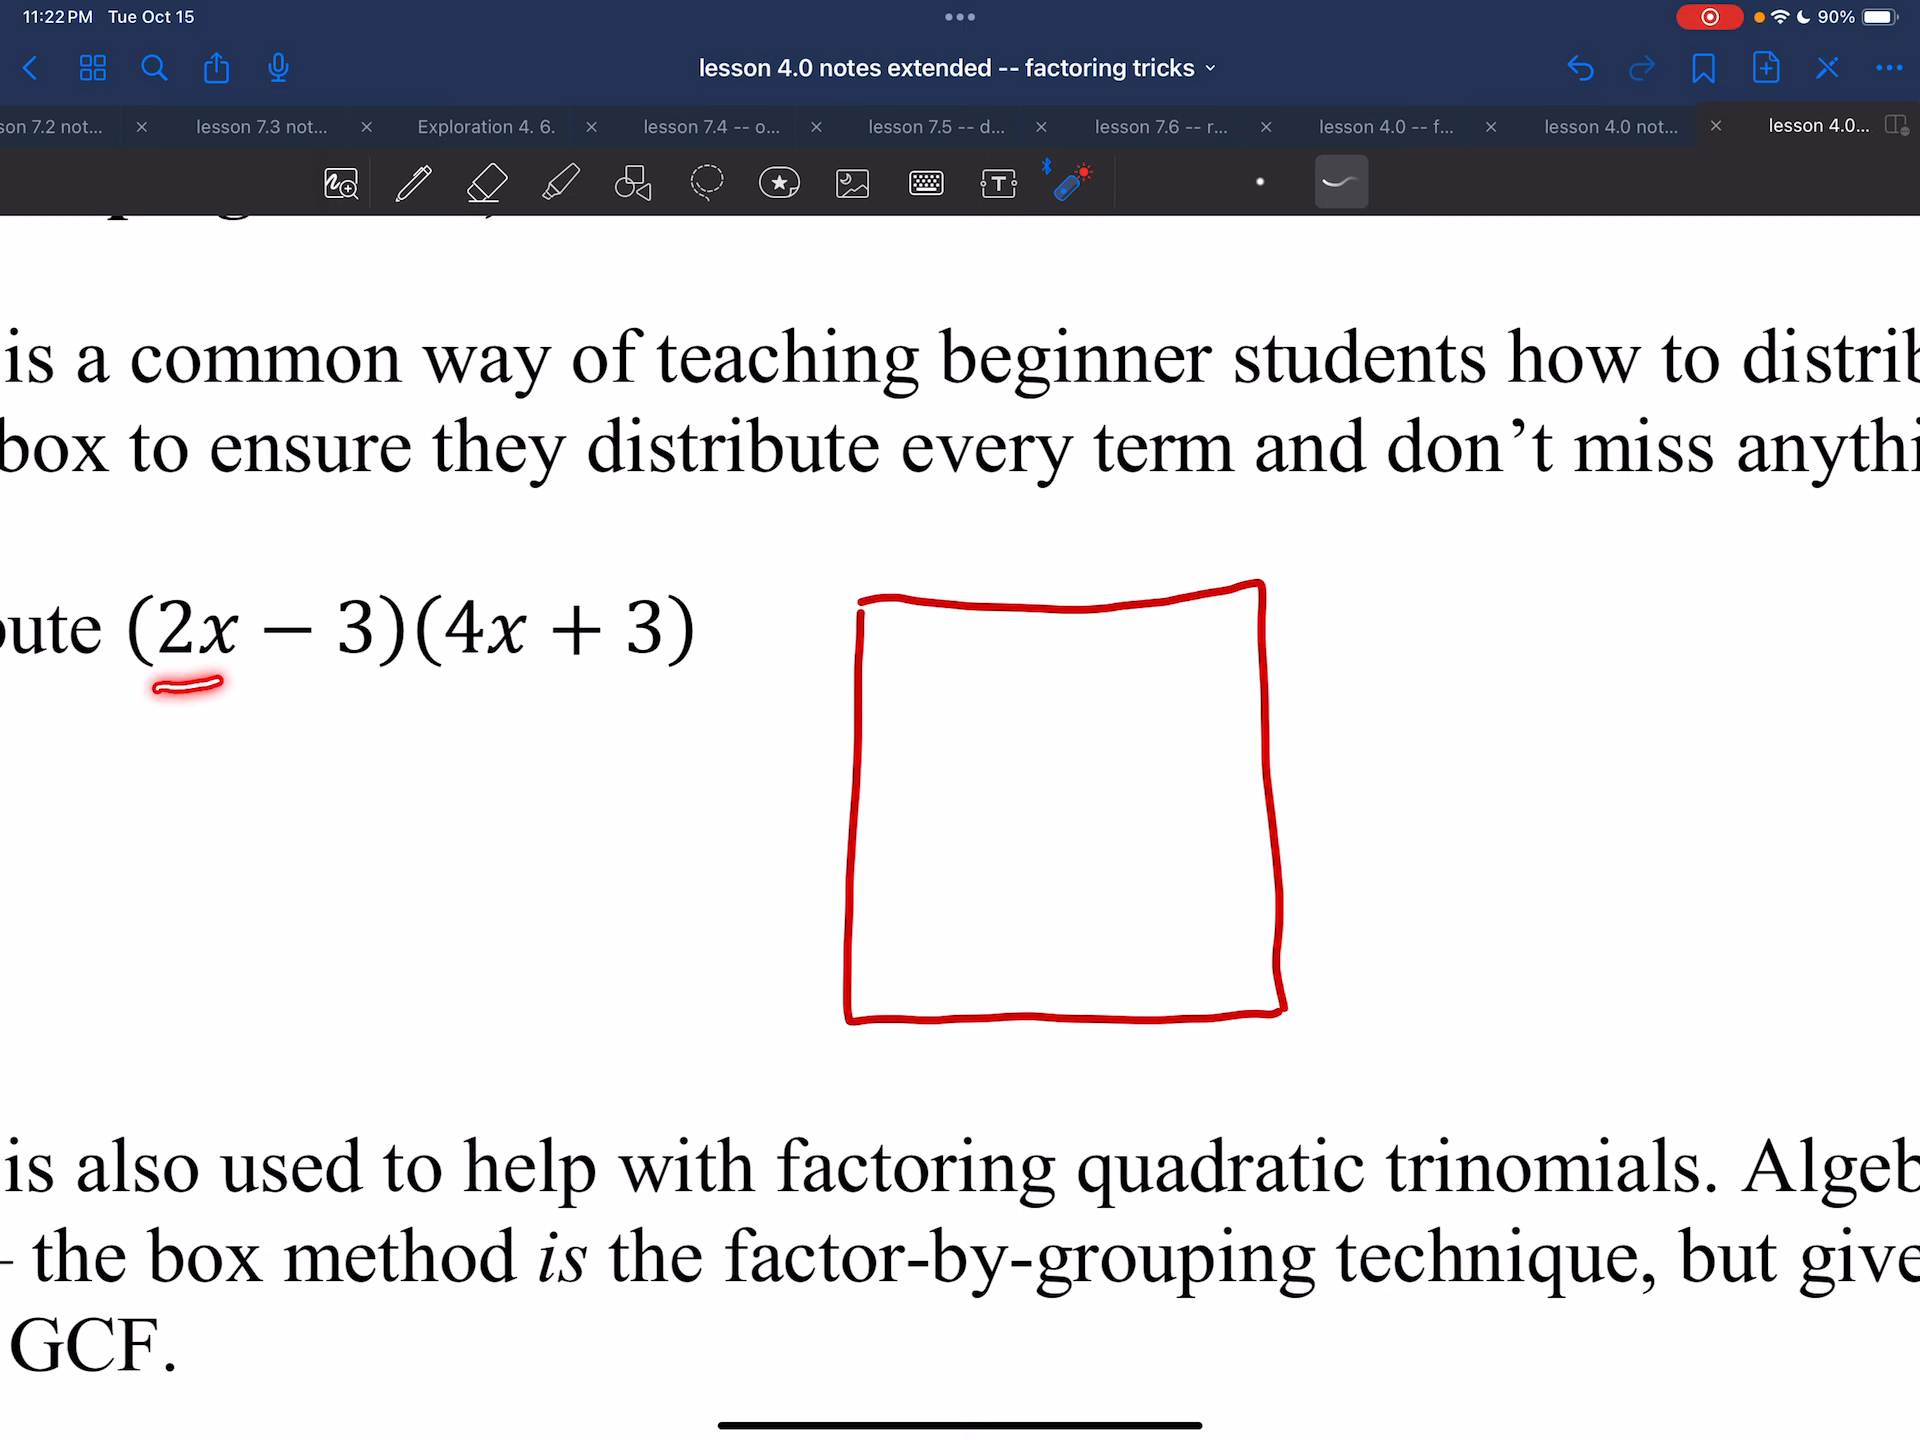 11:22 PM Tue Oct 15
90%
lesson 4.0 notes extended -- factoring tricks
son 7.2 not... lesson 7.3 not... Exploration 4. 6. lesson 7.4 -- o... lesson 7.5 -- d... lesson 7.6 -- r... lesson 4.0 -- f... lesson 4.0 not... lesson 4.0...
is a common way of teaching beginner students how to distrib
box to ensure they distribute every term and don’t miss anythi
oute (2x − 3)(4x + 3)
is also used to help with factoring quadratic trinomials. Algeb
– the box method is the factor-by-grouping technique, but give
GCF.